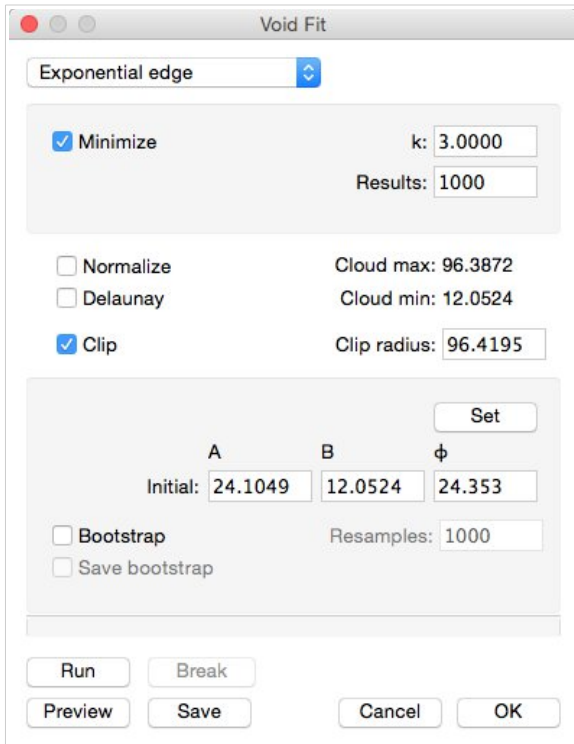 Void Fit
Exponential edge
Minimize k: 3.0000
Results: 1000
Normalize Cloud max: 96.3872
Delaunay Cloud min: 12.0524
Clip Clip radius: 96.4195
Set
A B ϕ
Initial: 24.1049 12.0524 24.353
Bootstrap Resamples: 1000
Save bootstrap
Run Break
Preview Save Cancel OK